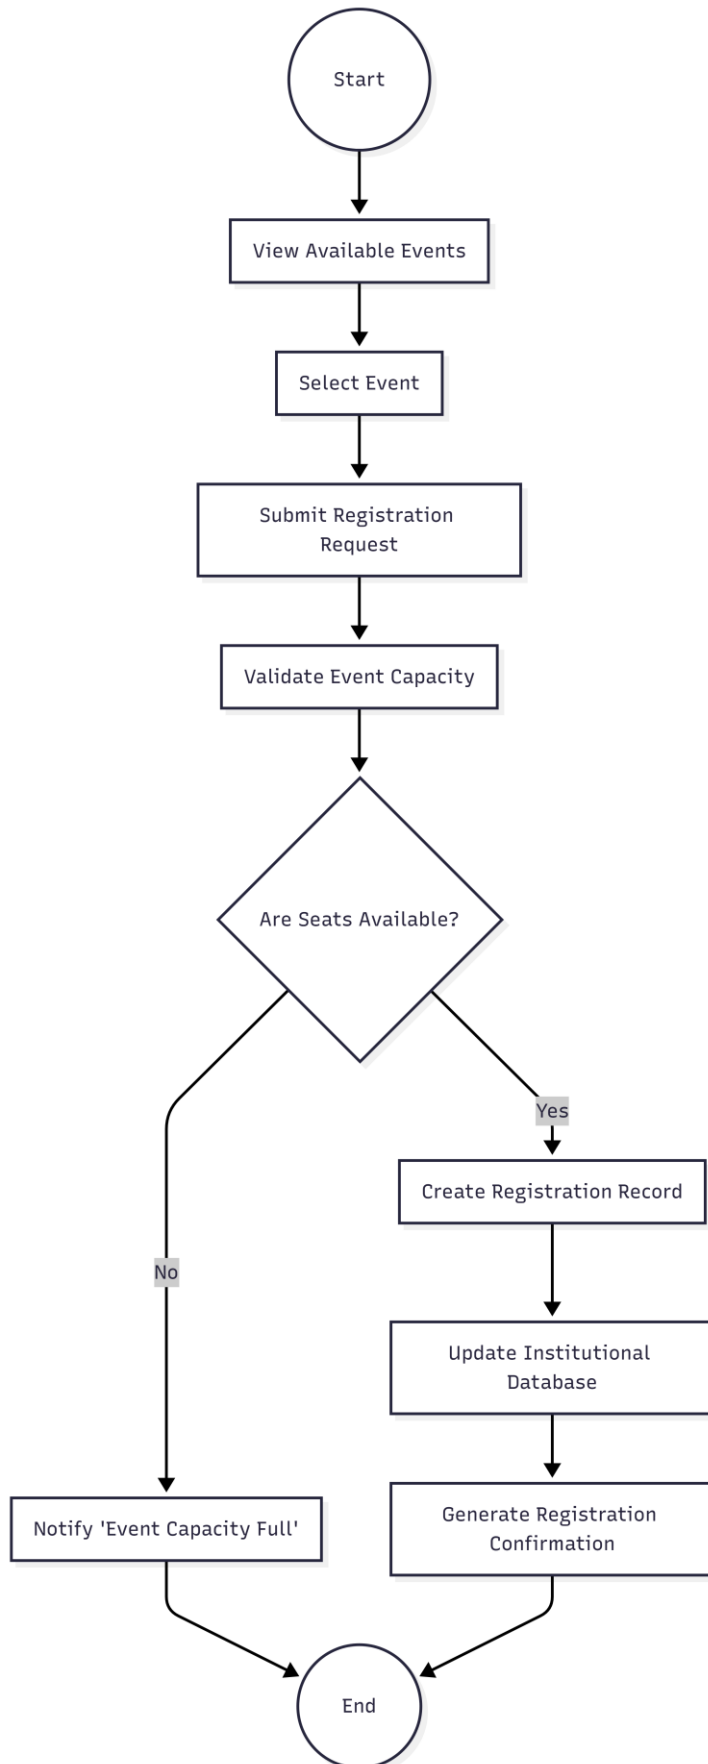 Start
View Available Events
Select Event
Submit Registration
Request
Validate Event Capacity
Are Seats Available?
Yes
Create Registration Record
No
Update Institutional
Database
Generate Registration
Confirmation
Notify 'Event Capacity Full'
End